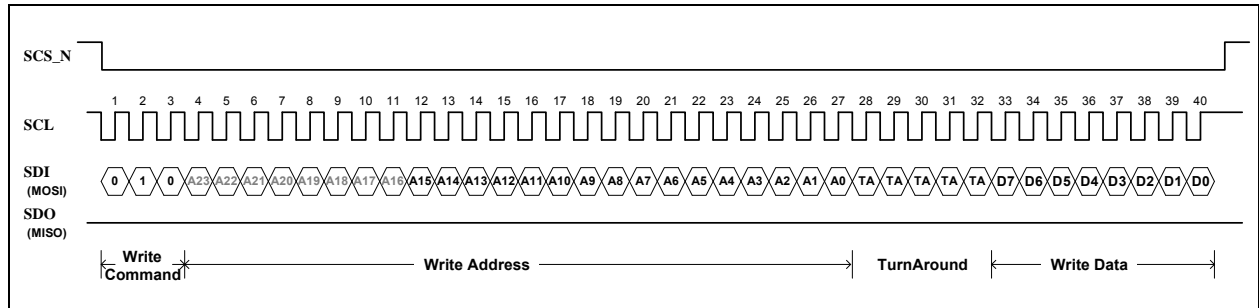 SCS_N
1 2 3 4 5 6 7 8 9 10 11 12 13 14 15 16 17 18 19 20 21 22 23 24 25 26 27 28 29 30 31 32 33 34 35 36 37 38 39 40
SCL
SDI
(MOSI)
0 1 0 A23 A22 A21 A20 A19 A18 A17 A16 A15 A14 A13 A12 A11 A10 A9 A8 A7 A6 A5 A4 A3 A2 A1 A0 TA TA TA TA TA D7 D6 D5 D4 D3 D2 D1 D0
SDO
(MISO)
Write
Command
Write Address
TurnAround
Write Data